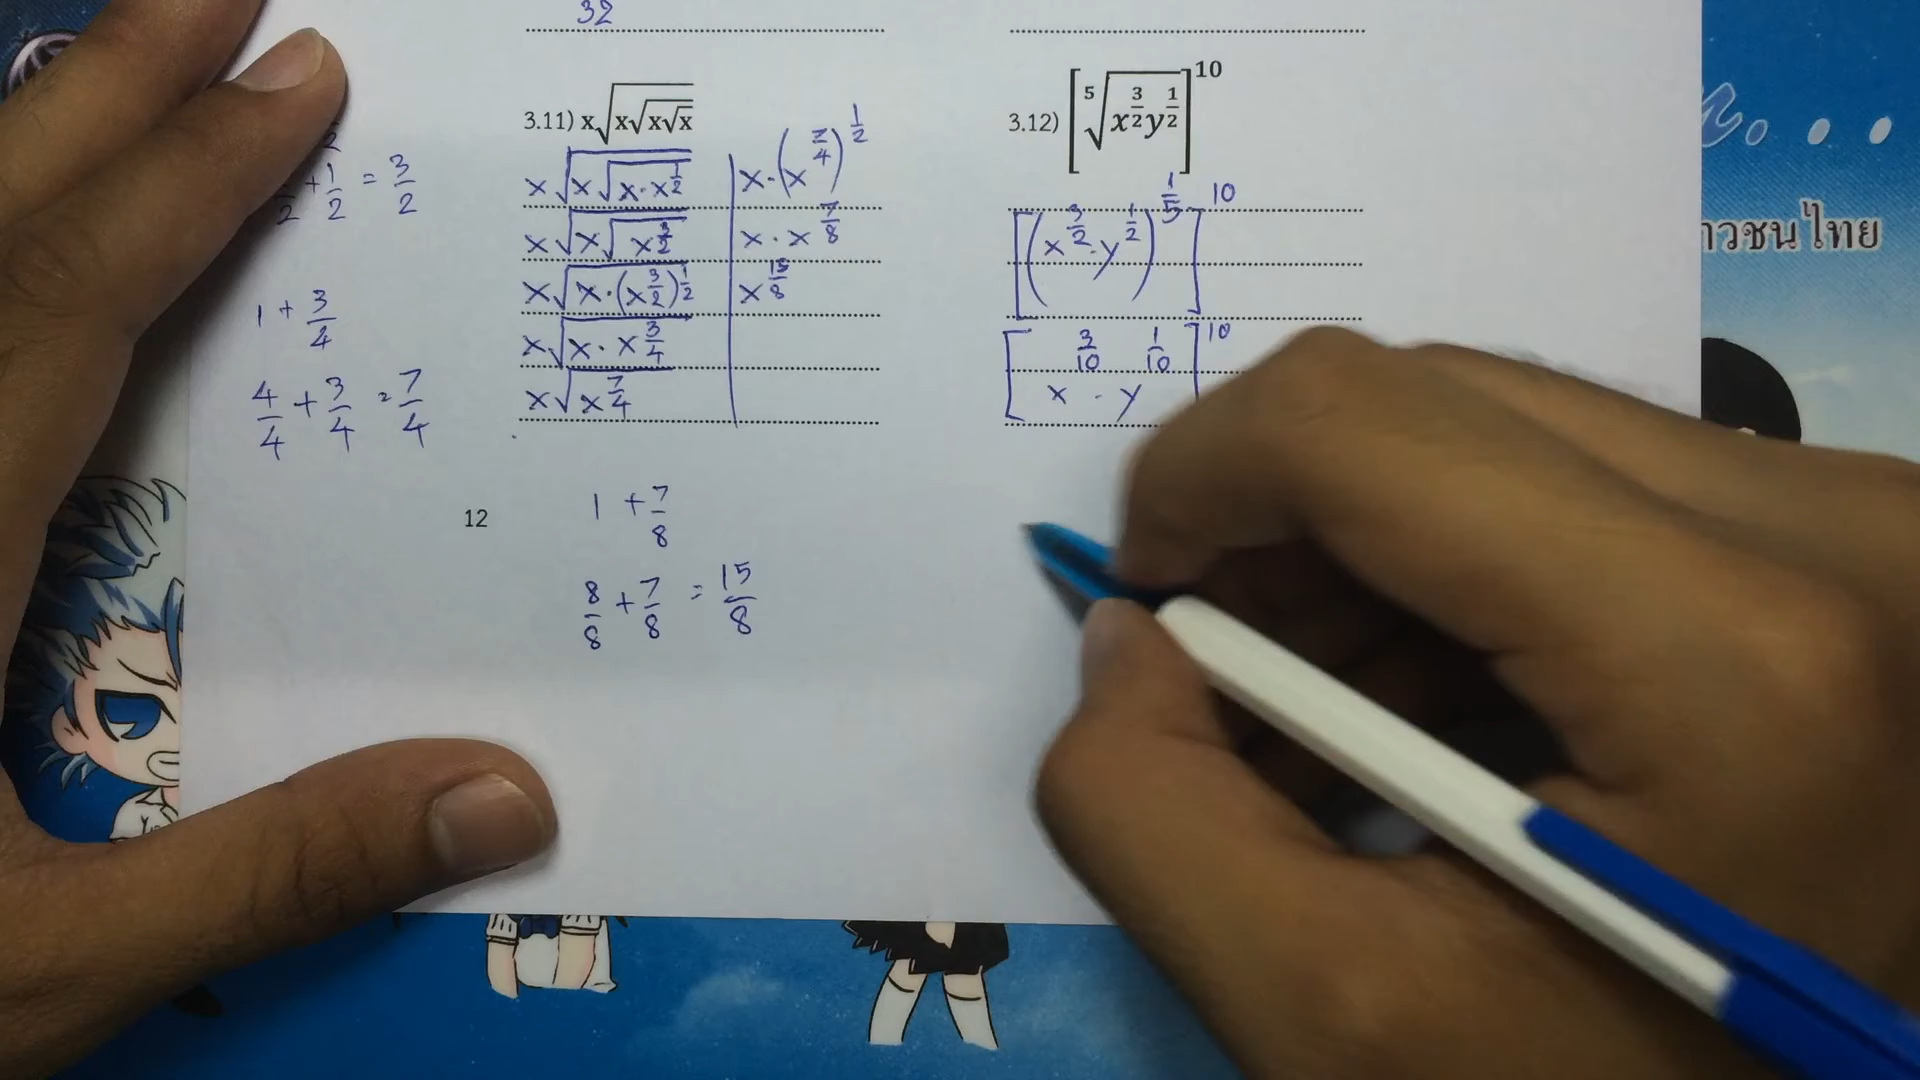 32
3.11) x√(x√(x√x))
x√(x√(x·x^(1/2)))
x√(x√(x^(3/2)))
x√(x·(x^(3/2))^(1/2))
x√(x·x^(3/4))
x√(x^(7/4))
x·(x^(7/4))^(1/2)
x·x^(7/8)
x^(15/8)
+ 1/2 = 3/2
1 + 3/4
4/4 + 3/4 = 7/4
1 + 7/8
8/8 + 7/8 = 15/8
3.12) [⁵√(x^(3/2)y^(1/2))]^10
[(x^(3/2)·y^(1/2))^(1/5)]^10
[x^(3/10)·y^(1/10)]^10
12
าวชนไทย